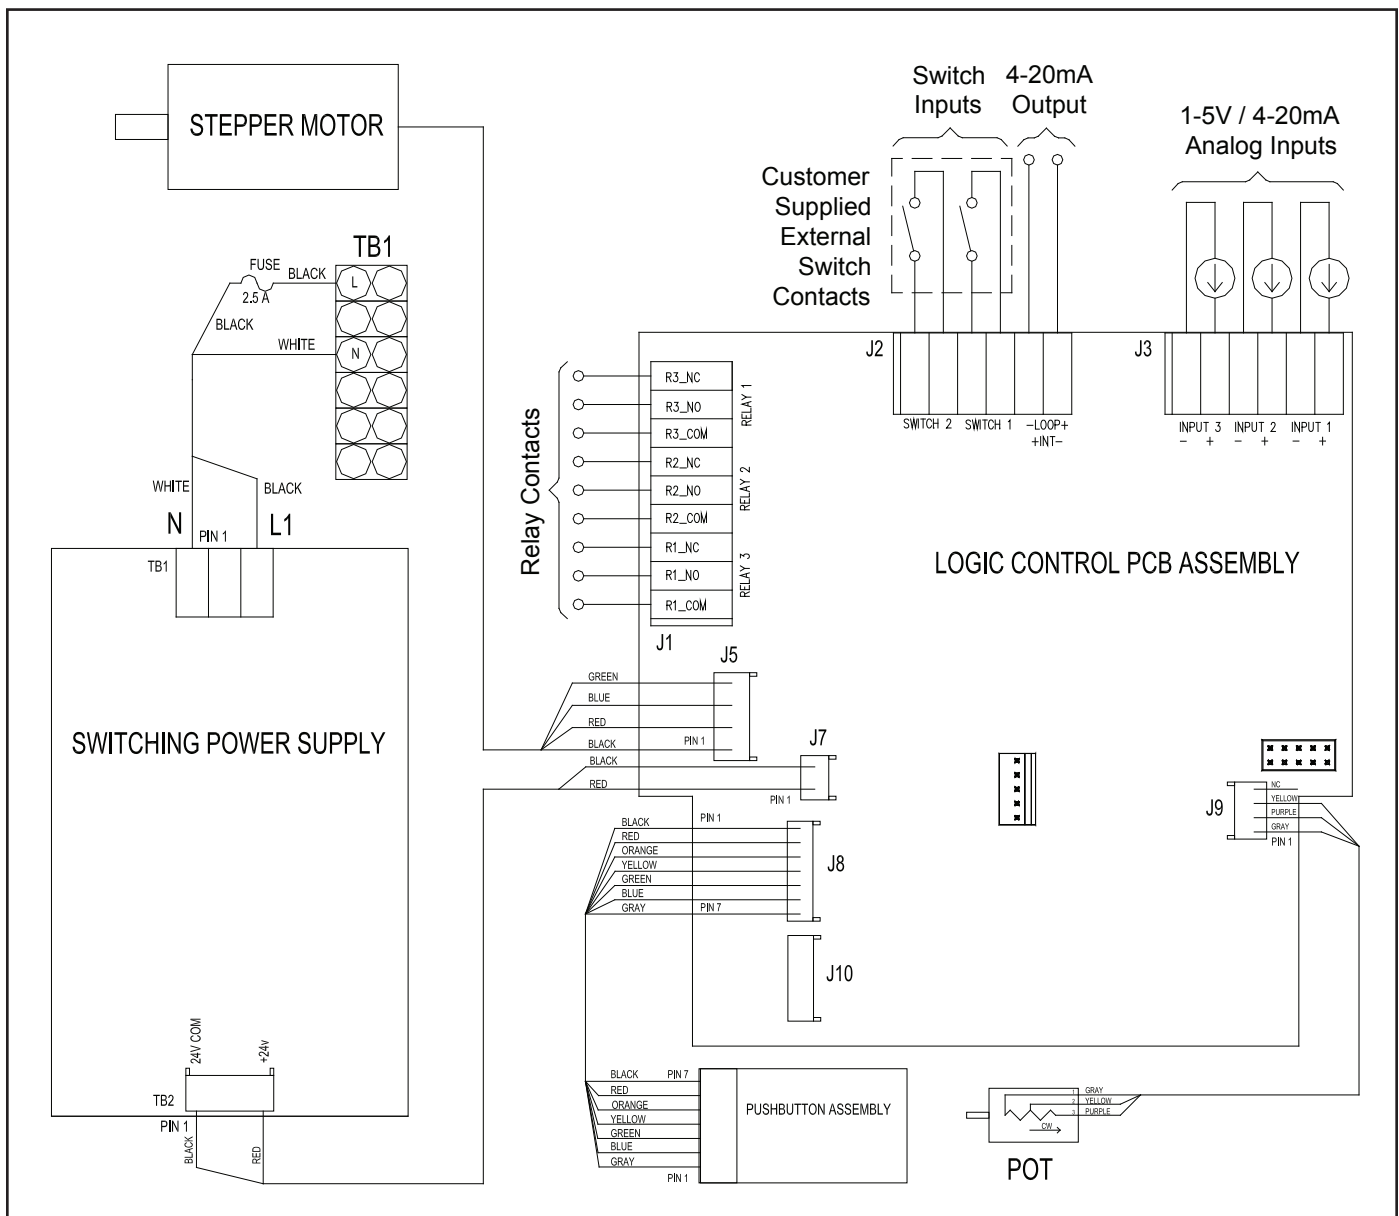 STEPPER MOTOR
Switch
Inputs
4-20mA
Output
1-5V / 4-20mA
Analog Inputs
Customer
Supplied
External
Switch
Contacts
TB1
FUSE
2.5 A
BLACK
L
BLACK
WHITE
N
J2
SWITCH 2
SWITCH 1
-LOOP+
+INT-
J3
INPUT 3
INPUT 2
INPUT 1
- + - + - +
Relay Contacts
R3_NC
R3_NO
R3_COM
R2_NC
R2_NO
R2_COM
R1_NC
R1_NO
R1_COM
RELAY 1
RELAY 2
RELAY 3
J1
LOGIC CONTROL PCB ASSEMBLY
WHITE
BLACK
N
PIN 1
L1
TB1
SWITCHING POWER SUPPLY
J5
GREEN
BLUE
RED
BLACK
PIN 1
J7
BLACK
RED
PIN 1
J8
PIN 1
BLACK
RED
ORANGE
YELLOW
GREEN
BLUE
GRAY
PIN 7
J10
J9
NC
YELLOW
PURPLE
GRAY
PIN 1
24V COM
+24v
TB2
PIN 1
BLACK
RED
BLACK
PIN 7
RED
ORANGE
YELLOW
GREEN
BLUE
GRAY
PIN 1
PUSHBUTTON ASSEMBLY
1 GRAY
2 YELLOW
3 PURPLE
CW
POT